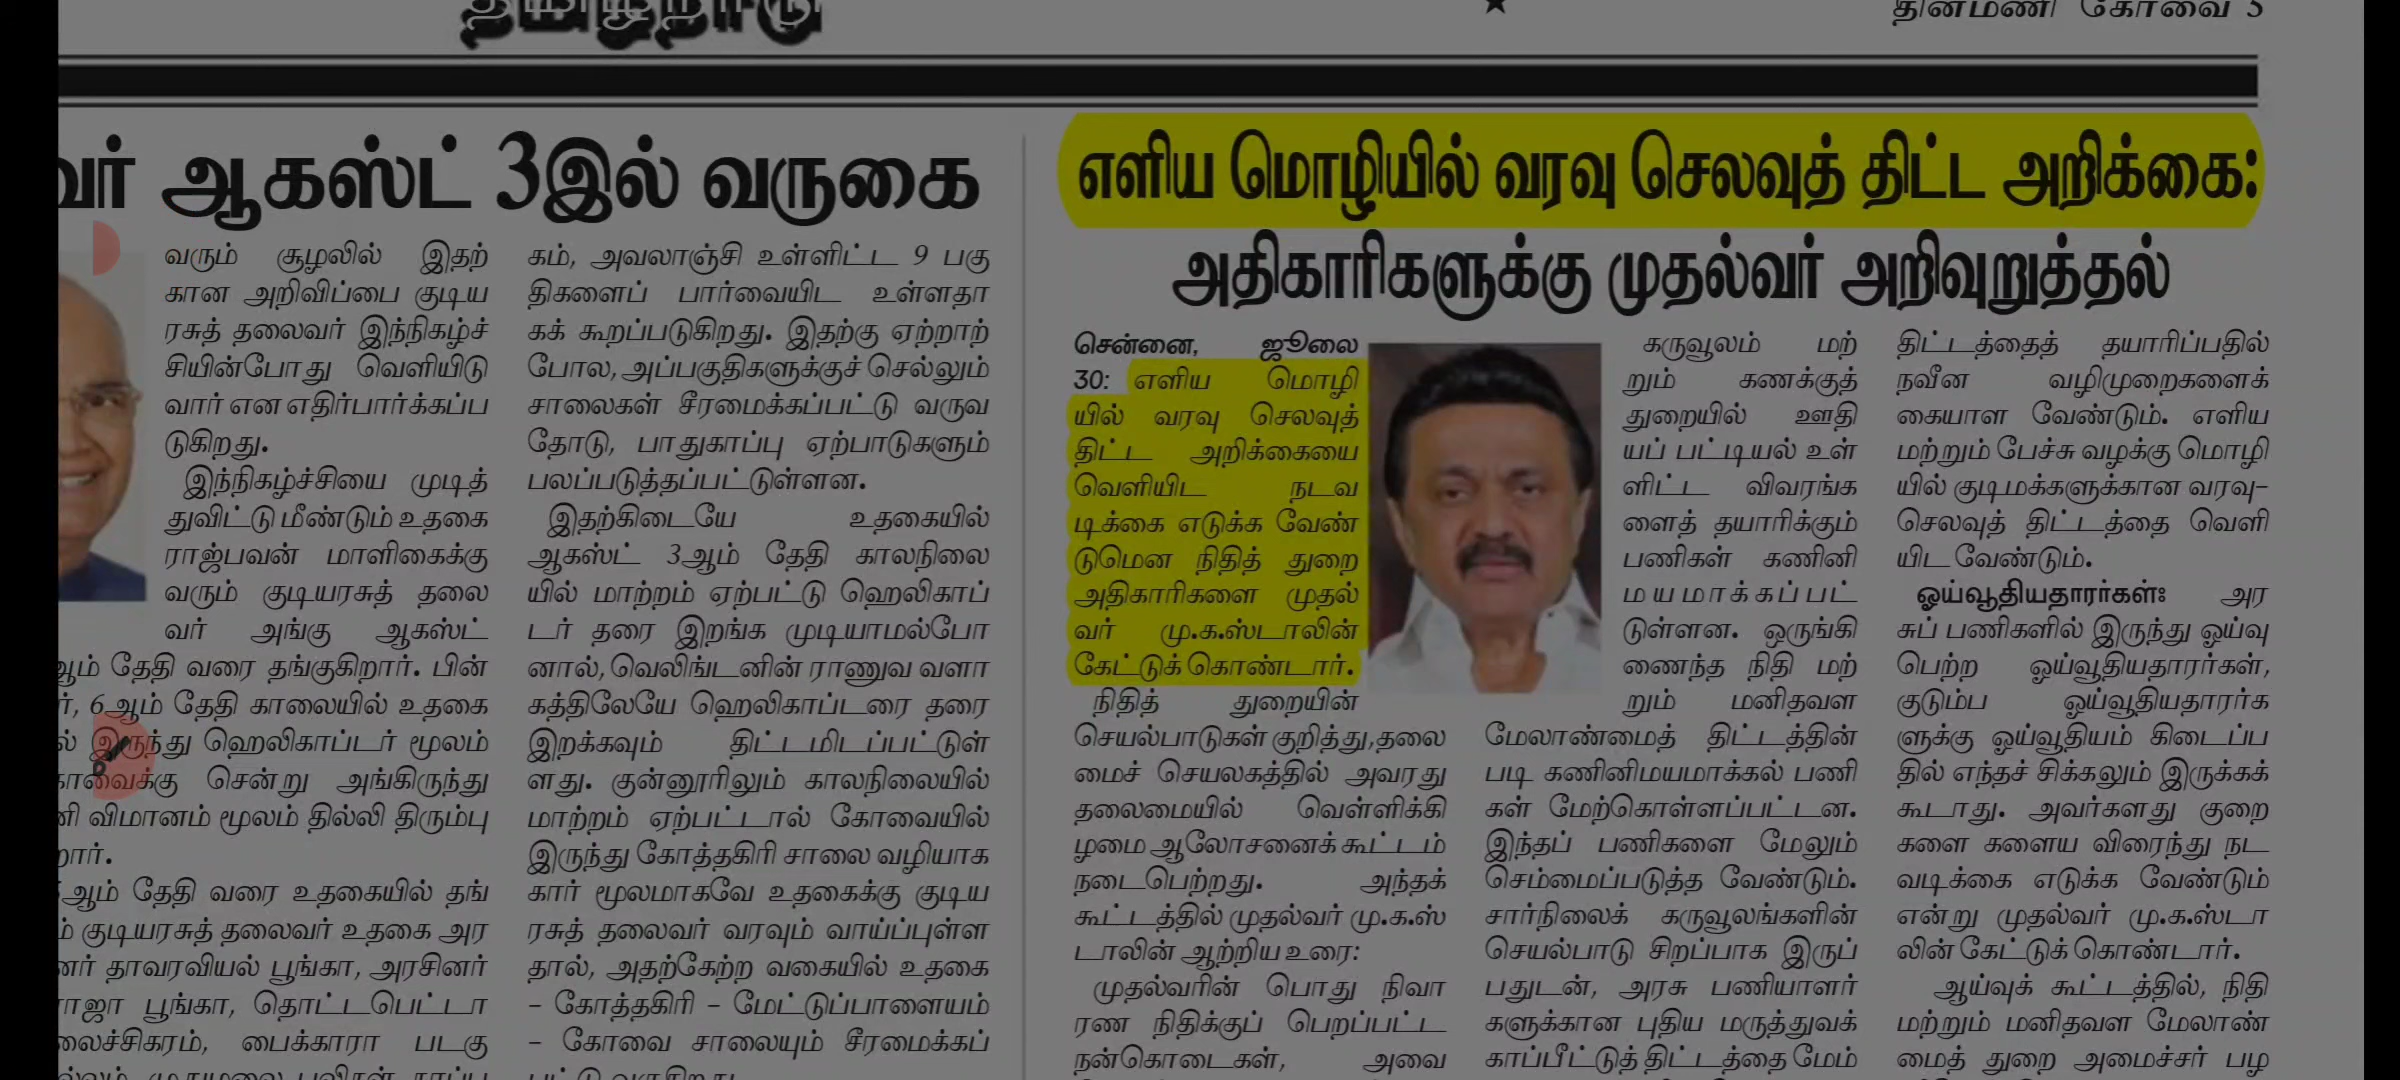 தமிழ்நாடு
தினமணி கோவை 5
வர் ஆகஸ்ட் 3இல் வருகை
வரும் சூழலில் இதற்
கான அறிவிப்பை குடிய
ரசுத் தலைவர் இந்நிகழ்ச்
சியின்போது வெளியிடு
வார் என எதிர்பார்க்கப்ப
டுகிறது.
இந்நிகழ்ச்சியை முடித்
துவிட்டு மீண்டும் உதகை
ராஜ்பவன் மாளிகைக்கு
வரும் குடியரசுத் தலை
வர் அங்கு ஆகஸ்ட்
ஆம் தேதி வரை தங்குகிறார். பின்
6ஆம் தேதி காலையில் உதகை
இருந்து ஹெலிகாப்டர் மூலம்
கோவைக்கு சென்று அங்கிருந்து
விமானம் மூலம் தில்லி திரும்பு
றார்.
ஆம் தேதி வரை உதகையில் தங்
குடியரசுத் தலைவர் உதகை அர
தாவரவியல் பூங்கா, அரசினர்
ராஜா பூங்கா, தொட்டபெட்டா
லைச்சிகரம், பைக்காரா படகு
கம், அவலாஞ்சி உள்ளிட்ட 9 பகு
திகளைப் பார்வையிட உள்ளதா
கக் கூறப்படுகிறது. இதற்கு ஏற்றாற்
போல, அப்பகுதிகளுக்குச் செல்லும்
சாலைகள் சீரமைக்கப்பட்டு வருவ
தோடு, பாதுகாப்பு ஏற்பாடுகளும்
பலப்படுத்தப்பட்டுள்ளன.
இதற்கிடையே உதகையில்
ஆகஸ்ட் 3ஆம் தேதி காலநிலை
யில் மாற்றம் ஏற்பட்டு ஹெலிகாப்
டர் தரை இறங்க முடியாமல்போ
னால், வெலிங்டனின் ராணுவ வளா
கத்திலேயே ஹெலிகாப்டரை தரை
இறக்கவும் திட்டமிடப்பட்டுள்
ளது. குன்னூரிலும் காலநிலையில்
மாற்றம் ஏற்பட்டால் கோவையில்
இருந்து கோத்தகிரி சாலை வழியாக
கார் மூலமாகவே உதகைக்கு குடிய
ரசுத் தலைவர் வரவும் வாய்ப்புள்ள
தால், அதற்கேற்ற வகையில் உதகை
– கோத்தகிரி – மேட்டுப்பாளையம்
– கோவை சாலையும் சீரமைக்கப்
எளிய மொழியில் வரவு செலவுத் திட்ட அறிக்கை:
அதிகாரிகளுக்கு முதல்வர் அறிவுறுத்தல்
சென்னை, ஜூலை
30: எளிய மொழி
யில் வரவு செலவுத்
திட்ட அறிக்கையை
வெளியிட நடவ
டிக்கை எடுக்க வேண்
டுமென நிதித் துறை
அதிகாரிகளை முதல்
வர் மு.க.ஸ்டாலின்
கேட்டுக் கொண்டார்.
நிதித் துறையின்
செயல்பாடுகள் குறித்து, தலை
மைச் செயலகத்தில் அவரது
தலைமையில் வெள்ளிக்கி
ழமை ஆலோசனைக் கூட்டம்
நடைபெற்றது. அந்தக்
கூட்டத்தில் முதல்வர் மு.க.ஸ்
டாலின் ஆற்றிய உரை:
முதல்வரின் பொது நிவா
ரண நிதிக்குப் பெறப்பட்ட
நன்கொடைகள், அவை
கருவூலம் மற்
றும் கணக்குத்
துறையில் ஊதி
யப் பட்டியல் உள்
ளிட்ட விவரங்க
ளைத் தயாரிக்கும்
பணிகள் கணினி
மயமாக்கப்பட்
டுள்ளன. ஒருங்கி
ணைந்த நிதி மற்
றும் மனிதவள
மேலாண்மைத் திட்டத்தின்
படி கணினிமயமாக்கல் பணி
கள் மேற்கொள்ளப்பட்டன.
இந்தப் பணிகளை மேலும்
செம்மைப்படுத்த வேண்டும்.
சார்நிலைக் கருவூலங்களின்
செயல்பாடு சிறப்பாக இருப்
பதுடன், அரசு பணியாளர்
களுக்கான புதிய மருத்துவக்
காப்பீட்டுத் திட்டத்தை மேம்
திட்டத்தைத் தயாரிப்பதில்
நவீன வழிமுறைகளைக்
கையாள வேண்டும். எளிய
மற்றும் பேச்சு வழக்கு மொழி
யில் குடிமக்களுக்கான வரவு–
செலவுத் திட்டத்தை வெளி
யிட வேண்டும்.
ஓய்வூதியதாரர்கள்: அர
சுப் பணிகளில் இருந்து ஓய்வு
பெற்ற ஓய்வூதியதாரர்கள்,
குடும்ப ஓய்வூதியதாரர்க
ளுக்கு ஓய்வூதியம் கிடைப்ப
தில் எந்தச் சிக்கலும் இருக்கக்
கூடாது. அவர்களது குறை
களை களைய விரைந்து நட
வடிக்கை எடுக்க வேண்டும்
என்று முதல்வர் மு.க.ஸ்டா
லின் கேட்டுக் கொண்டார்.
ஆய்வுக் கூட்டத்தில், நிதி
மற்றும் மனிதவள மேலாண்
மைத் துறை அமைச்சர் பழ